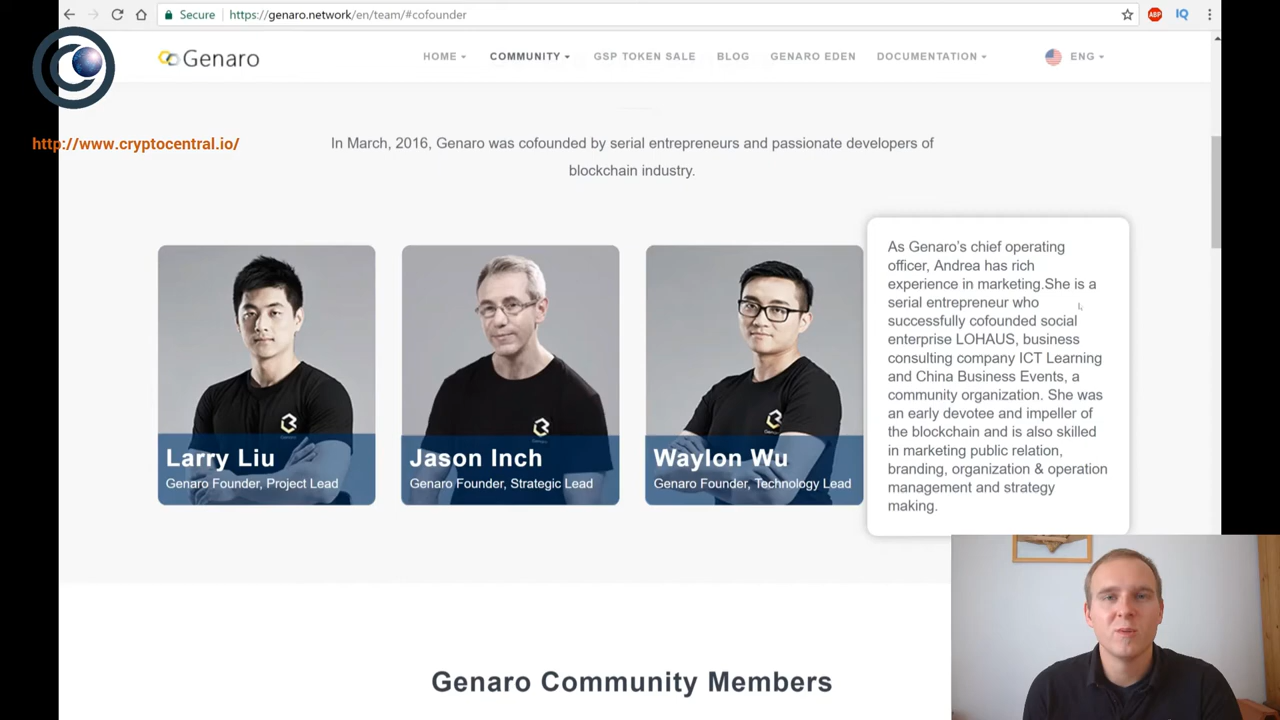 Secure
https://genaro.network/en/team/#cofounder
ABP
IQ
Genaro
HOME
COMMUNITY
GSP TOKEN SALE
BLOG
GENARO EDEN
DOCUMENTATION
ENG
http://www.cryptocentral.io/
In March, 2016, Genaro was cofounded by serial entrepreneurs and passionate developers of
blockchain industry.
Larry Liu
Genaro Founder, Project Lead
Jason Inch
Genaro Founder, Strategic Lead
Waylon Wu
Genaro Founder, Technology Lead
As Genaro's chief operating
officer, Andrea has rich
experience in marketing.She is a
serial entrepreneur who
successfully cofounded social
enterprise LOHAUS, business
consulting company ICT Learning
and China Business Events, a
community organization. She was
an early devotee and impeller of
the blockchain and is also skilled
in marketing public relation,
branding, organization & operation
management and strategy
making.
Genaro Community Members